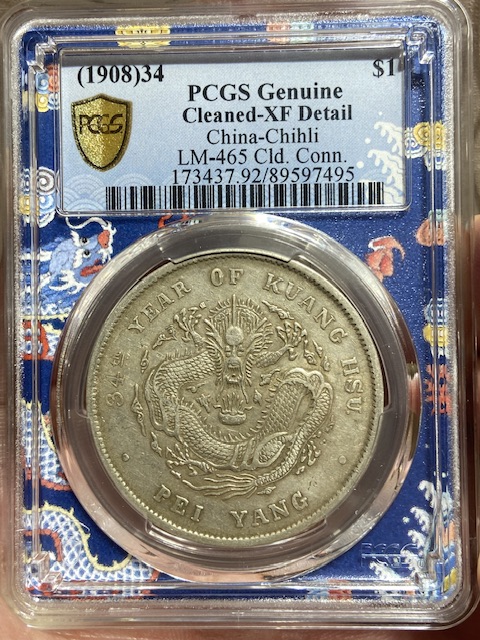 (1908)34 $1
PCGS Genuine
Cleaned-XF Detail
China-Chihli
LM-465 Cld. Conn.
173437.92/89597495
PCGS
34th YEAR OF KUANG HSU
PEI YANG
PCGS